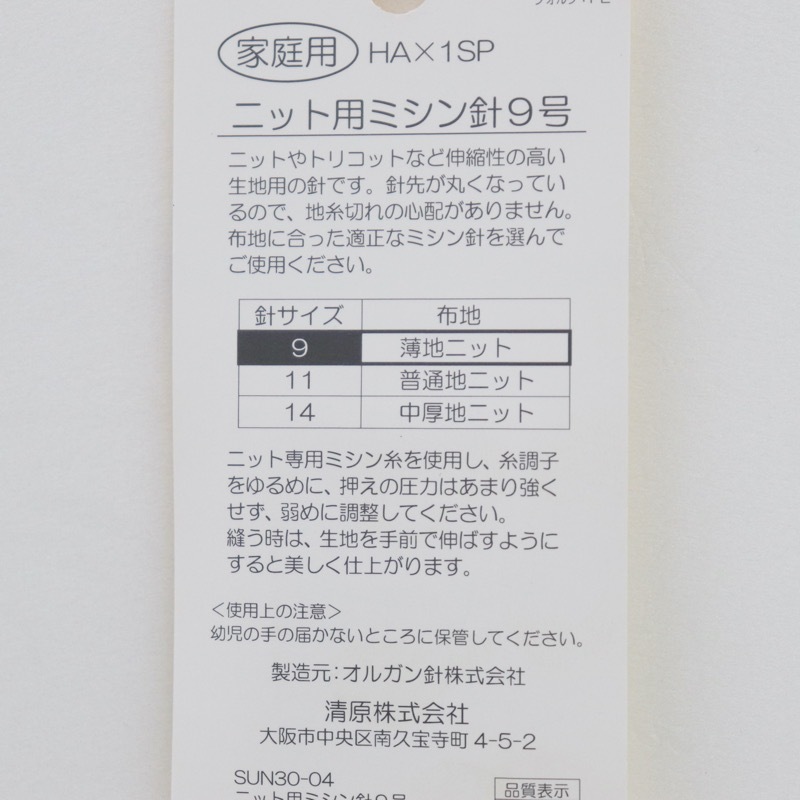 家庭用 HA×1SP
ニット用ミシン針9号
ニットやトリコットなど伸縮性の高い
生地用の針です。針先が丸くなってい
るので、地糸切れの心配がありません。
布地に合った適正なミシン針を選んで
ご使用ください。
針サイズ 布地
9 薄地ニット
11 普通地ニット
14 中厚地ニット
ニット専用ミシン糸を使用し、糸調子
をゆるめに、押えの圧力はあまり強く
せず、弱めに調整してください。
縫う時は、生地を手前で伸ばすように
すると美しく仕上がります。
＜使用上の注意＞
幼児の手の届かないところに保管してください。
製造元:オルガン針株式会社
清原株式会社
大阪市中央区南久宝寺町 4-5-2
SUN30-04
ニット用ミシン針9号
品質表示